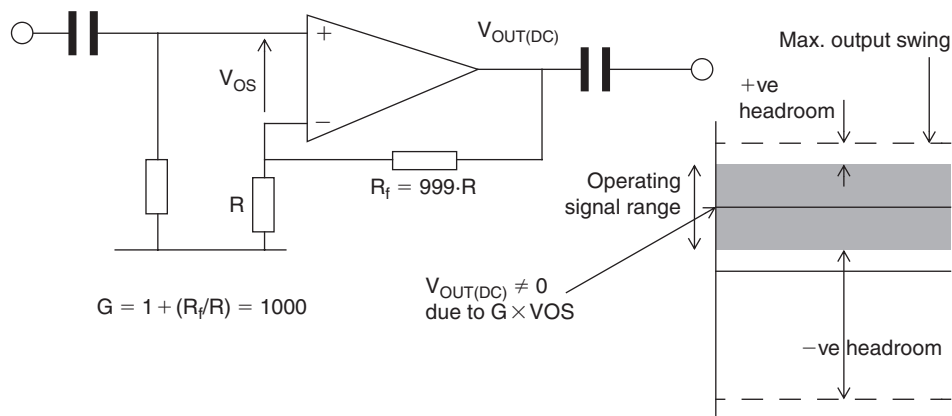 V_OUT(DC)
Max. output swing
+
V_OS
−
+ve
headroom
R
R_f = 999·R
Operating
signal range
G = 1 + (R_f/R) = 1000
V_OUT(DC) ≠ 0
due to G × VOS
−ve headroom